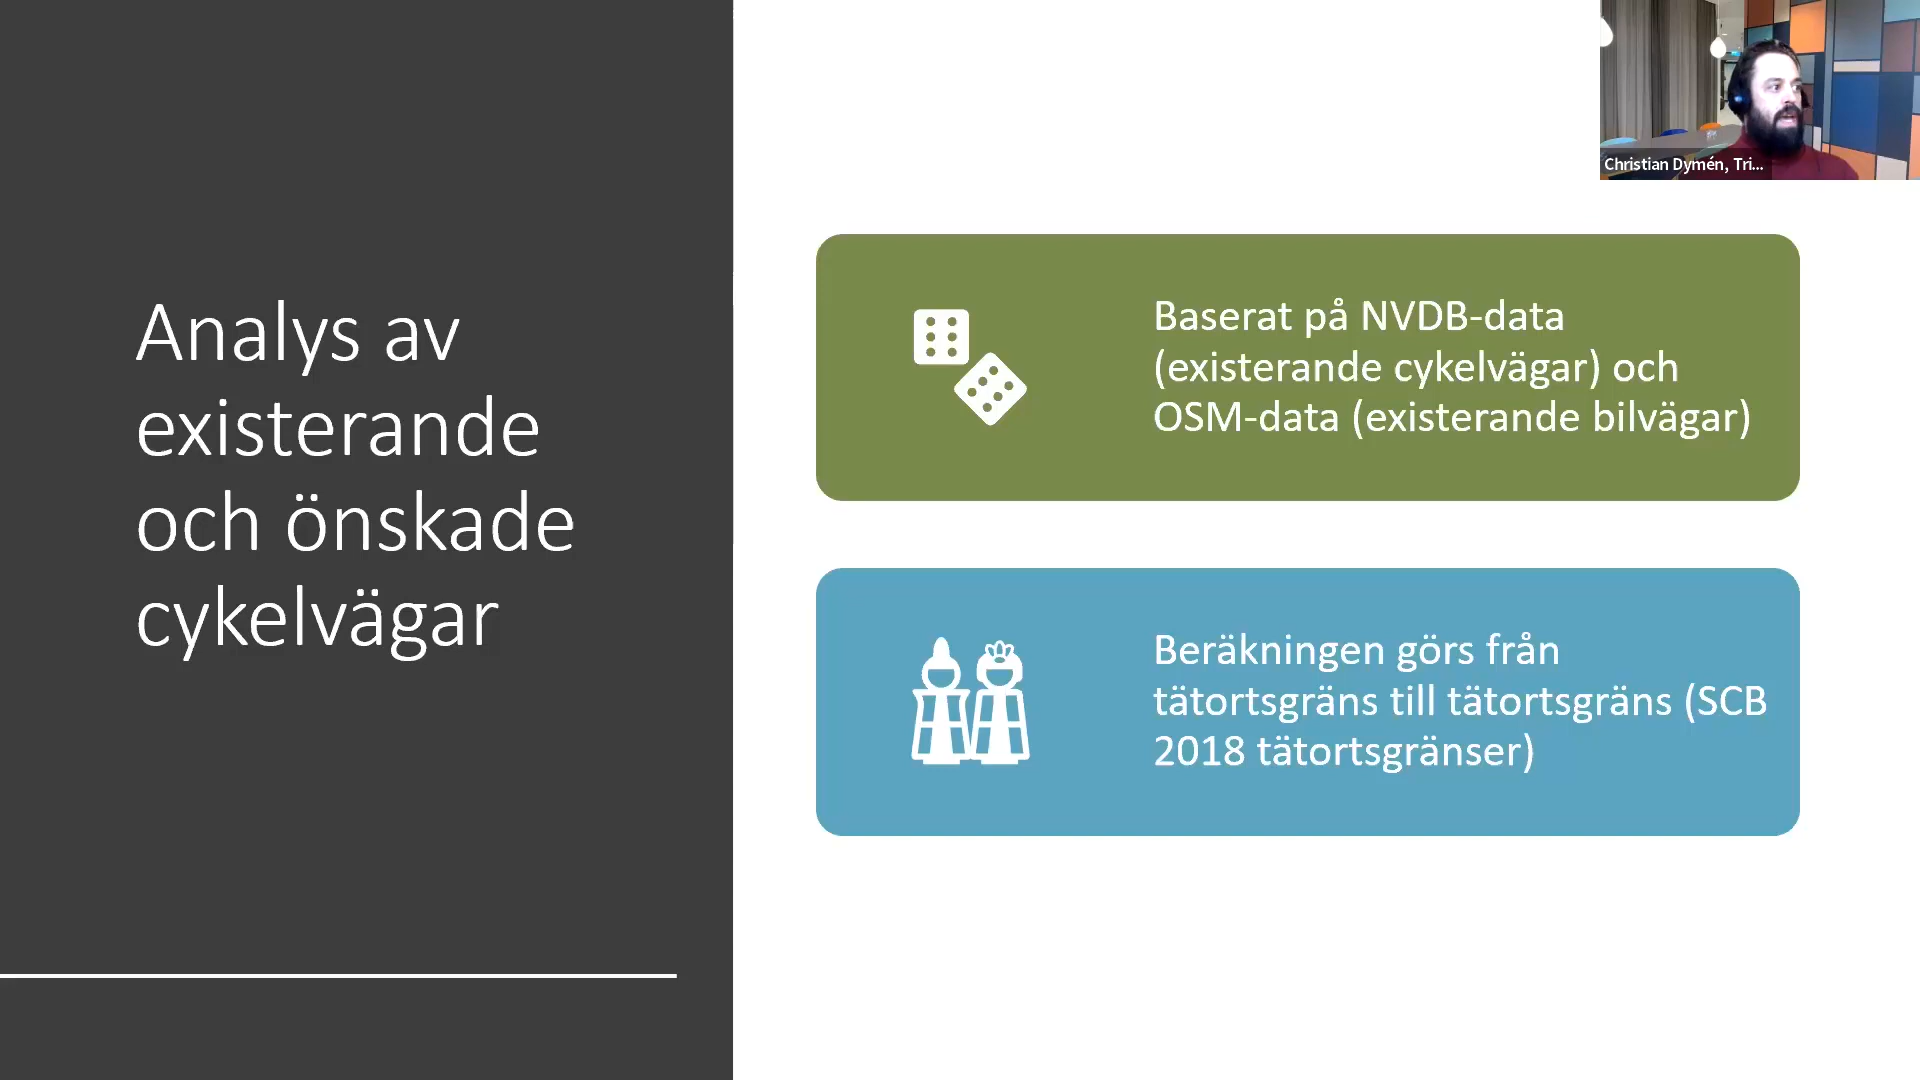 Analys av
existerande
och önskade
cykelvägar
Baserat på NVDB-data
(existerande cykelvägar) och
OSM-data (existerande bilvägar)
Beräkningen görs från
tätortsgräns till tätortsgräns (SCB
2018 tätortsgränser)
Christian Dymén, Tri...